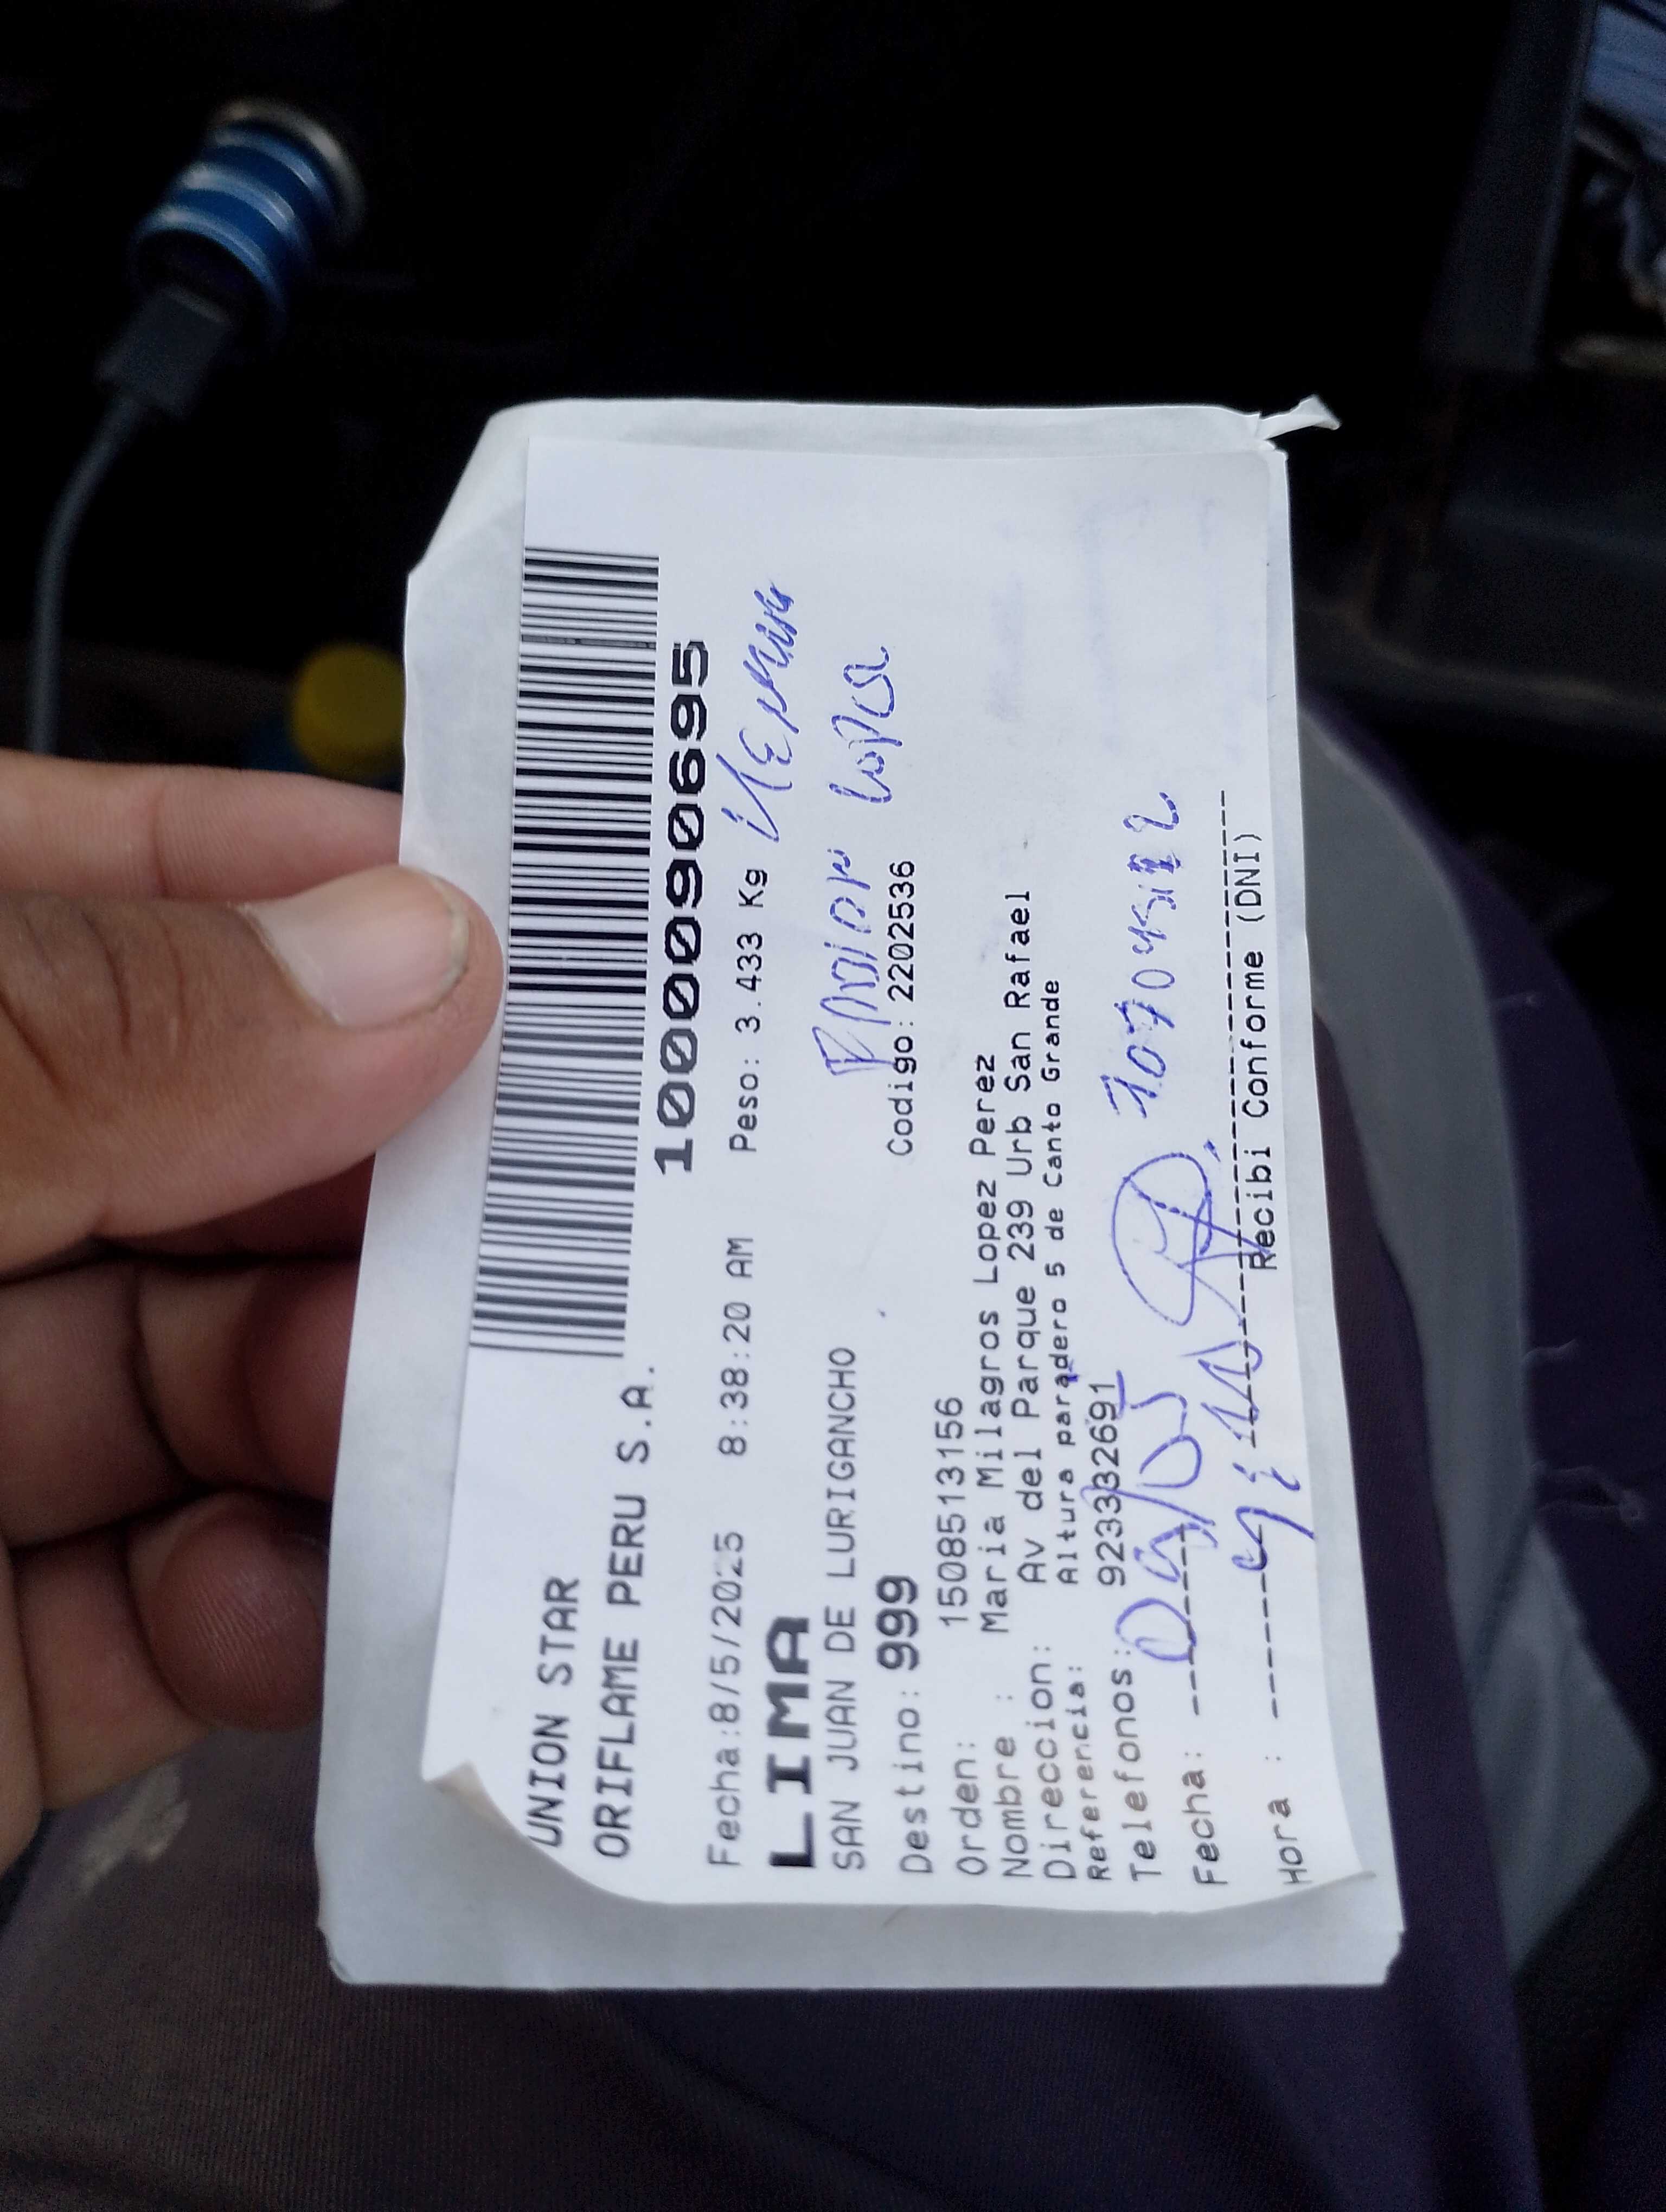 UNION STAR
ORIFLAME PERU S.A.
1000090695
Fecha:8/5/2025 8:38:20 AM Peso: 3.433 Kg
LIMA
SAN JUAN DE LURIGANCHO
Destino: 999 Codigo: 2202536
Orden: 1508513156
Nombre : Maria Milagros Lopez Perez
Direccion: Av del Parque 239 Urb San Rafael
Referencia: Altura paradero 5 de Canto Grande
Telefonos: 923332691
Fecha:
Hora :
Recibi Conforme (DNI)